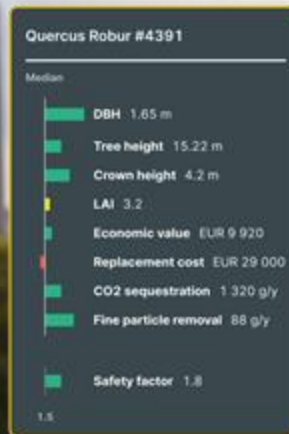 Quercus Robur #4391
Median
DBH 1.65 m
Tree height 15.22 m
Crown height 4.2 m
LAI 3.2
Economic value EUR 9 920
Replacement cost EUR 29 000
CO2 sequestration 1 320 g/y
Fine particle removal 88 g/y
Safety factor 1.8
1.5